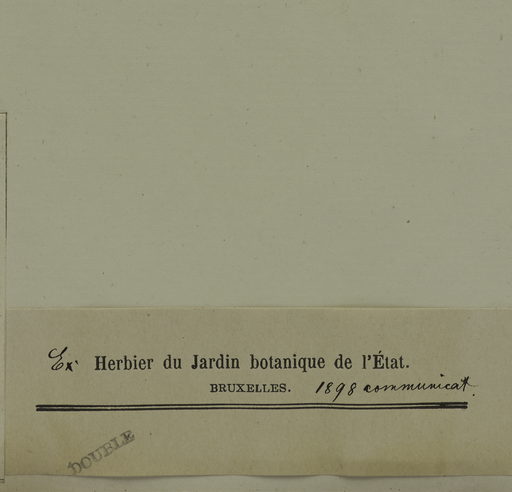 Ex Herbier du Jardin botanique de l'État.
BRUXELLES. 1898 communicat.
DOUBLE